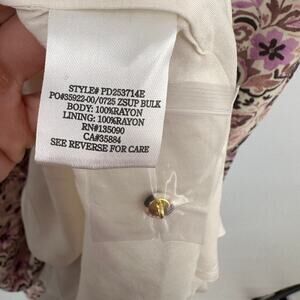 STYLE# PD253714E
PO#35922-00/0725 ZSUP BULK
BODY: 100%RAYON
LINING: 100%RAYON
RN#135090
CA#35884
SEE REVERSE FOR CARE